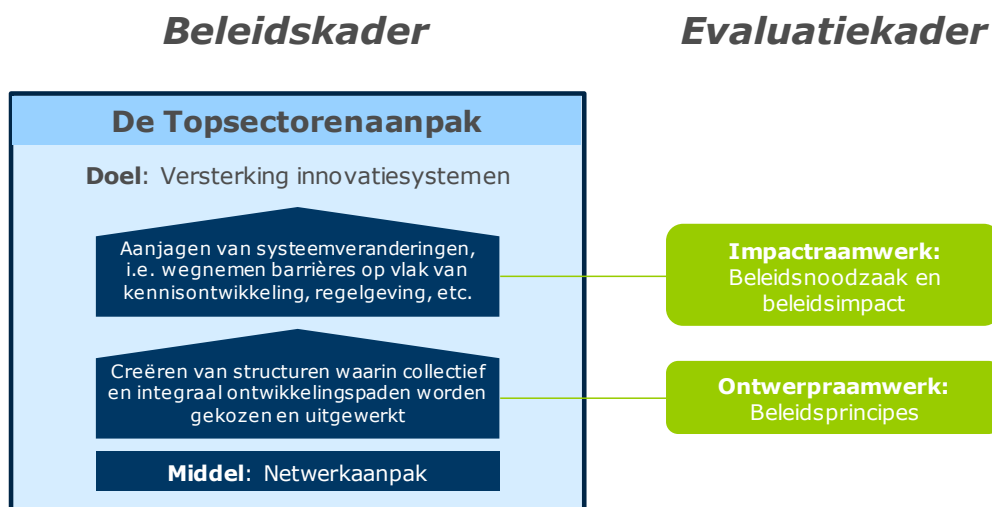 Beleidskader
Evaluatiekader
De Topsectorenaanpak
Doel: Versterking innovatiesystemen
Aanjagen van systeemveranderingen,
i.e. wegnemen barrières op vlak van
kennisontwikkeling, regelgeving, etc.
Impactraamwerk:
Beleidsnoodzaak en
beleidsimpact
Creëren van structuren waarin collectief
en integraal ontwikkelingspaden worden
gekozen en uitgewerkt
Ontwerpraamwerk:
Beleidsprincipes
Middel: Netwerkaanpak